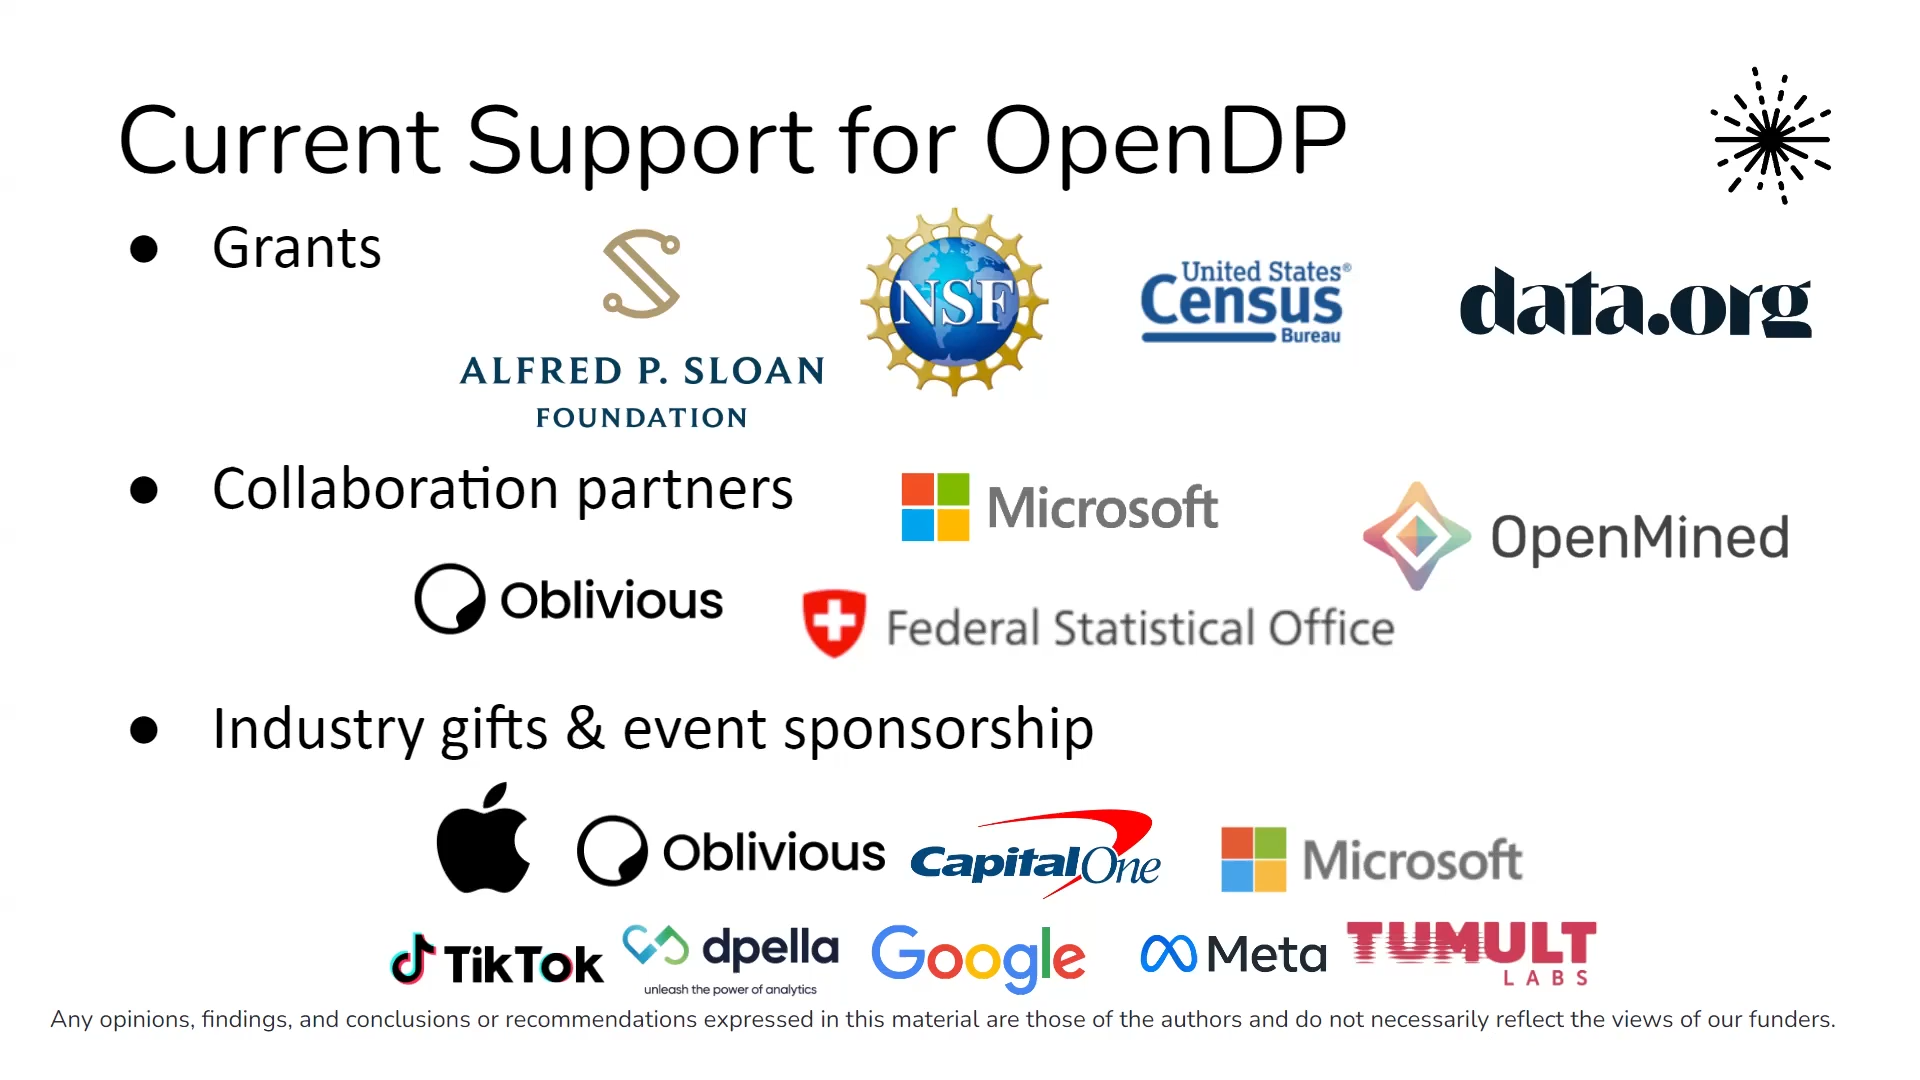 Current Support for OpenDP
● Grants
ALFRED P. SLOAN
FOUNDATION
NSF
United States®
Census
Bureau
data.org
● Collaboration partners
Microsoft
OpenMined
Oblivious
Federal Statistical Office
● Industry gifts & event sponsorship
Oblivious
CapitalOne
Microsoft
TikTok
dpella
unleash the power of analytics
Google
Meta
TUMULT
LABS
Any opinions, findings, and conclusions or recommendations expressed in this material are those of the authors and do not necessarily reflect the views of our funders.